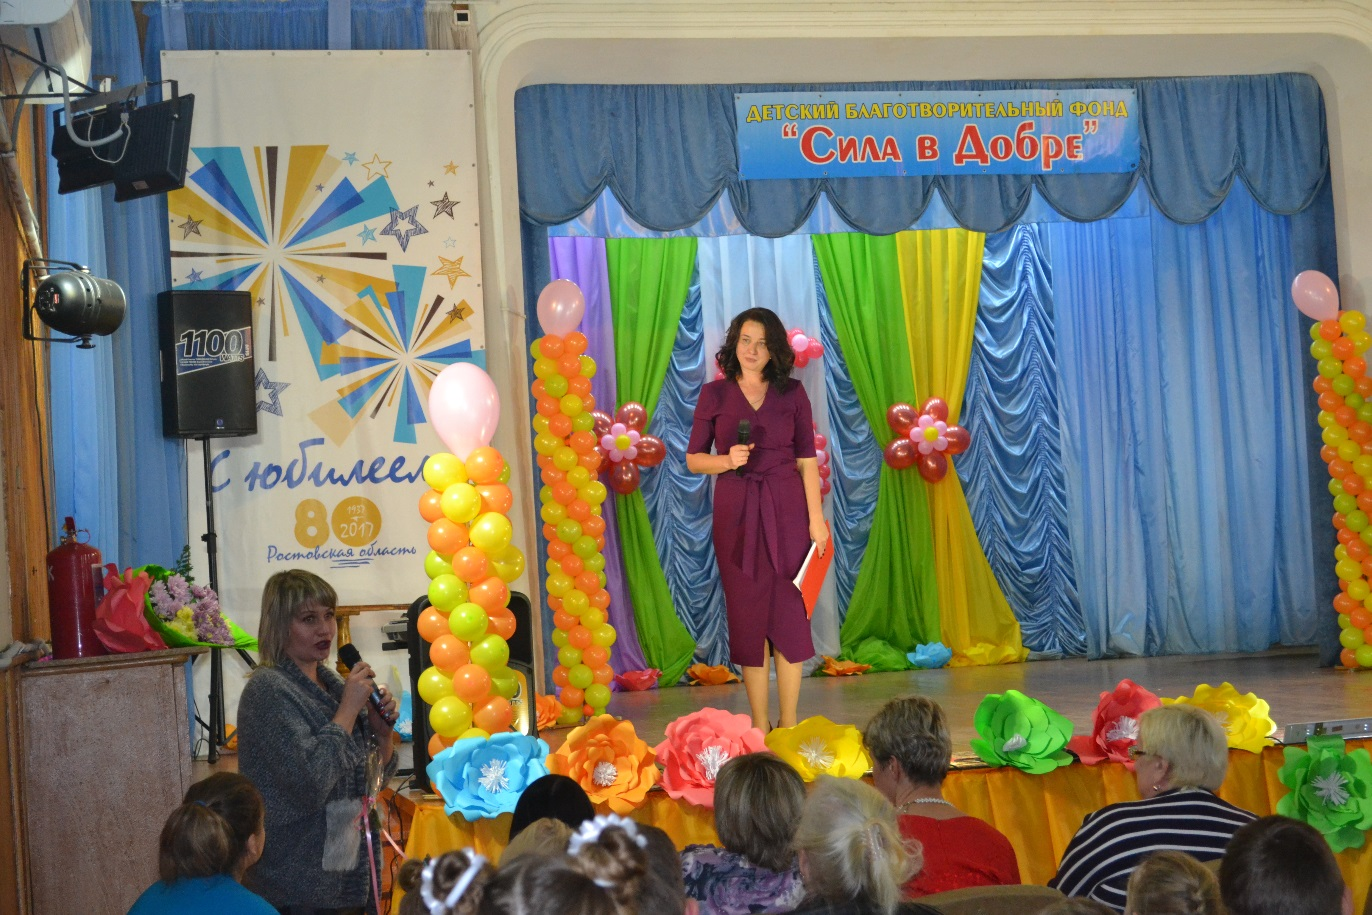 ДЕТСКИЙ БЛАГОТВОРИТЕЛЬНЫЙ ФОНД
"Сила в Добре"
1100
С юбилеем
80
1937
2017
Ростовская область